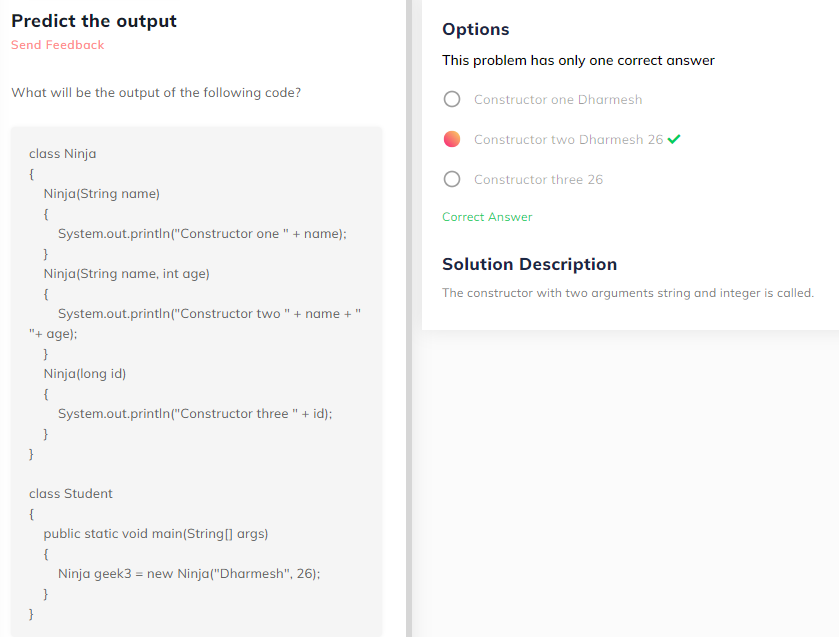 Predict the output
Send Feedback
What will be the output of the following code?
class Ninja
{
Ninja(String name)
{
System.out.println("Constructor one " + name);
}
Ninja(String name, int age)
{
System.out.println("Constructor two " + name + "
"+ age);
}
Ninja(long id)
{
System.out.println("Constructor three " + id);
}
}
class Student
{
public static void main(String[] args)
{
Ninja geek3 = new Ninja("Dharmesh", 26);
}
}
Options
This problem has only one correct answer
Constructor one Dharmesh
Constructor two Dharmesh 26
Constructor three 26
Correct Answer
Solution Description
The constructor with two arguments string and integer is called.